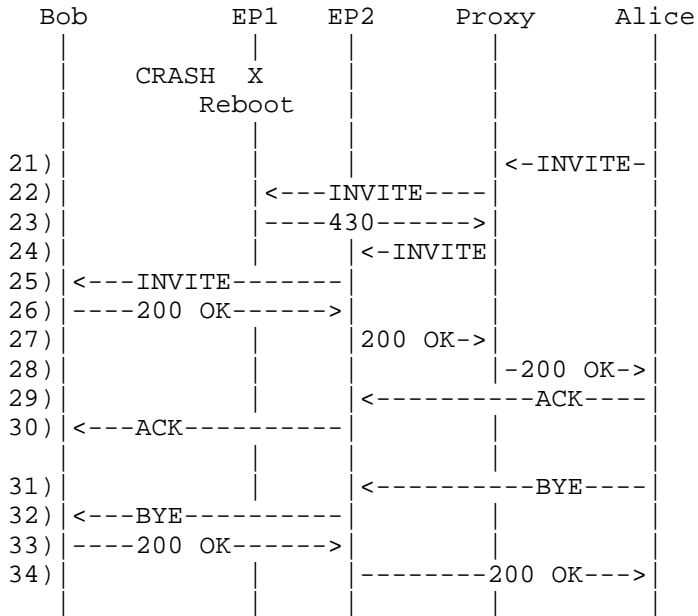 Bob EP1 EP2 Proxy Alice
CRASH X
Reboot
21) <-INVITE-
22) <---INVITE----
23) ----430------>
24) <-INVITE
25) <---INVITE-------
26) ----200 OK------>
27) 200 OK->
28) -200 OK->
29) <----------ACK----
30) <---ACK----------
31) <----------BYE----
32) <---BYE----------
33) ----200 OK------>
34) --------200 OK--->